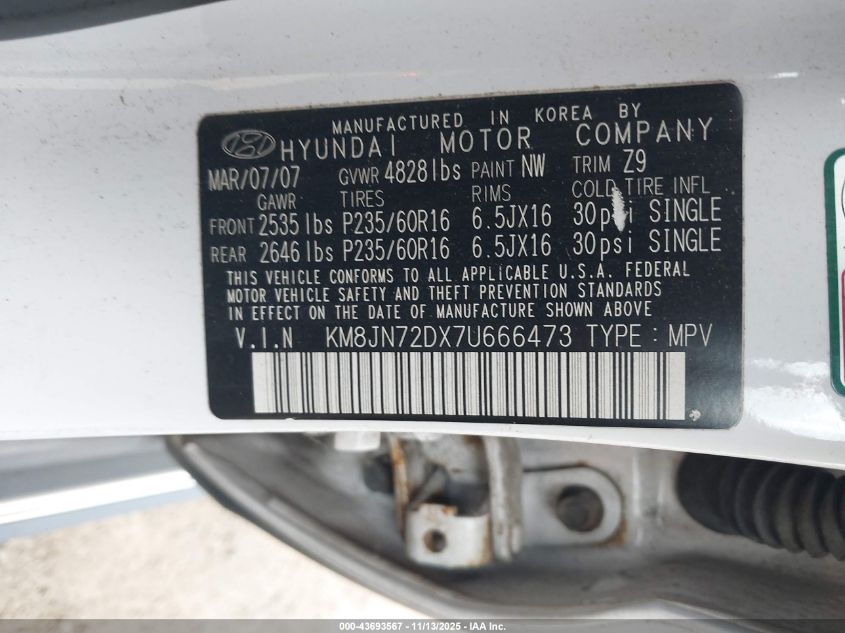 MANUFACTURED IN KOREA BY
HYUNDAI MOTOR COMPANY
MAR/07/07 GVWR 4828lbs PAINT NW TRIM Z9
GAWR TIRES RIMS COLD TIRE INFL
FRONT 2535lbs P235/60R16 6.5JX16 30psi SINGLE
REAR 2646lbs P235/60R16 6.5JX16 30psi SINGLE
THIS VEHICLE CONFORMS TO ALL APPLICABLE U.S.A. FEDERAL
MOTOR VEHICLE SAFETY AND THEFT PREVENTION STANDARDS
IN EFFECT ON THE DATE OF MANUFACTURE SHOWN ABOVE
V.I.N KM8JN72DX7U666473 TYPE : MPV
000-43693567 - 11/13/2025 - IAA Inc.